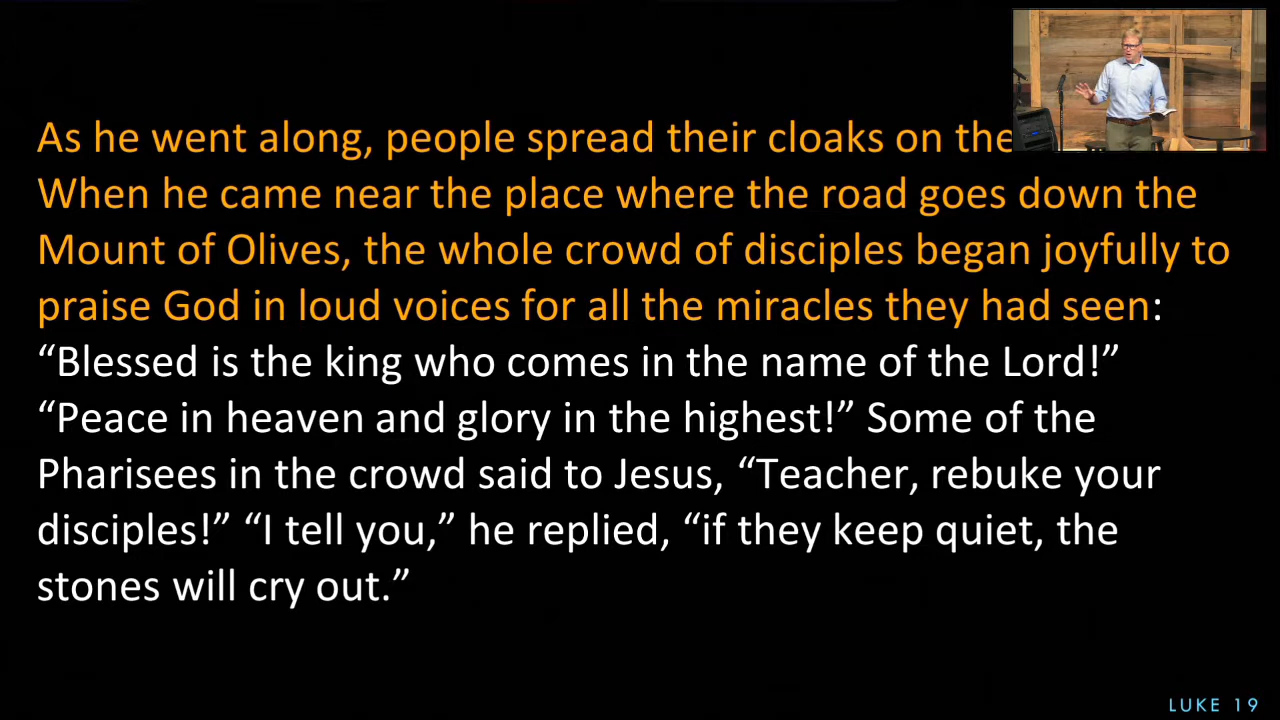 As he went along, people spread their cloaks on the
When he came near the place where the road goes down the
Mount of Olives, the whole crowd of disciples began joyfully to
praise God in loud voices for all the miracles they had seen:
“Blessed is the king who comes in the name of the Lord!”
“Peace in heaven and glory in the highest!” Some of the
Pharisees in the crowd said to Jesus, “Teacher, rebuke your
disciples!” “I tell you,” he replied, “if they keep quiet, the
stones will cry out.”
LUKE 19